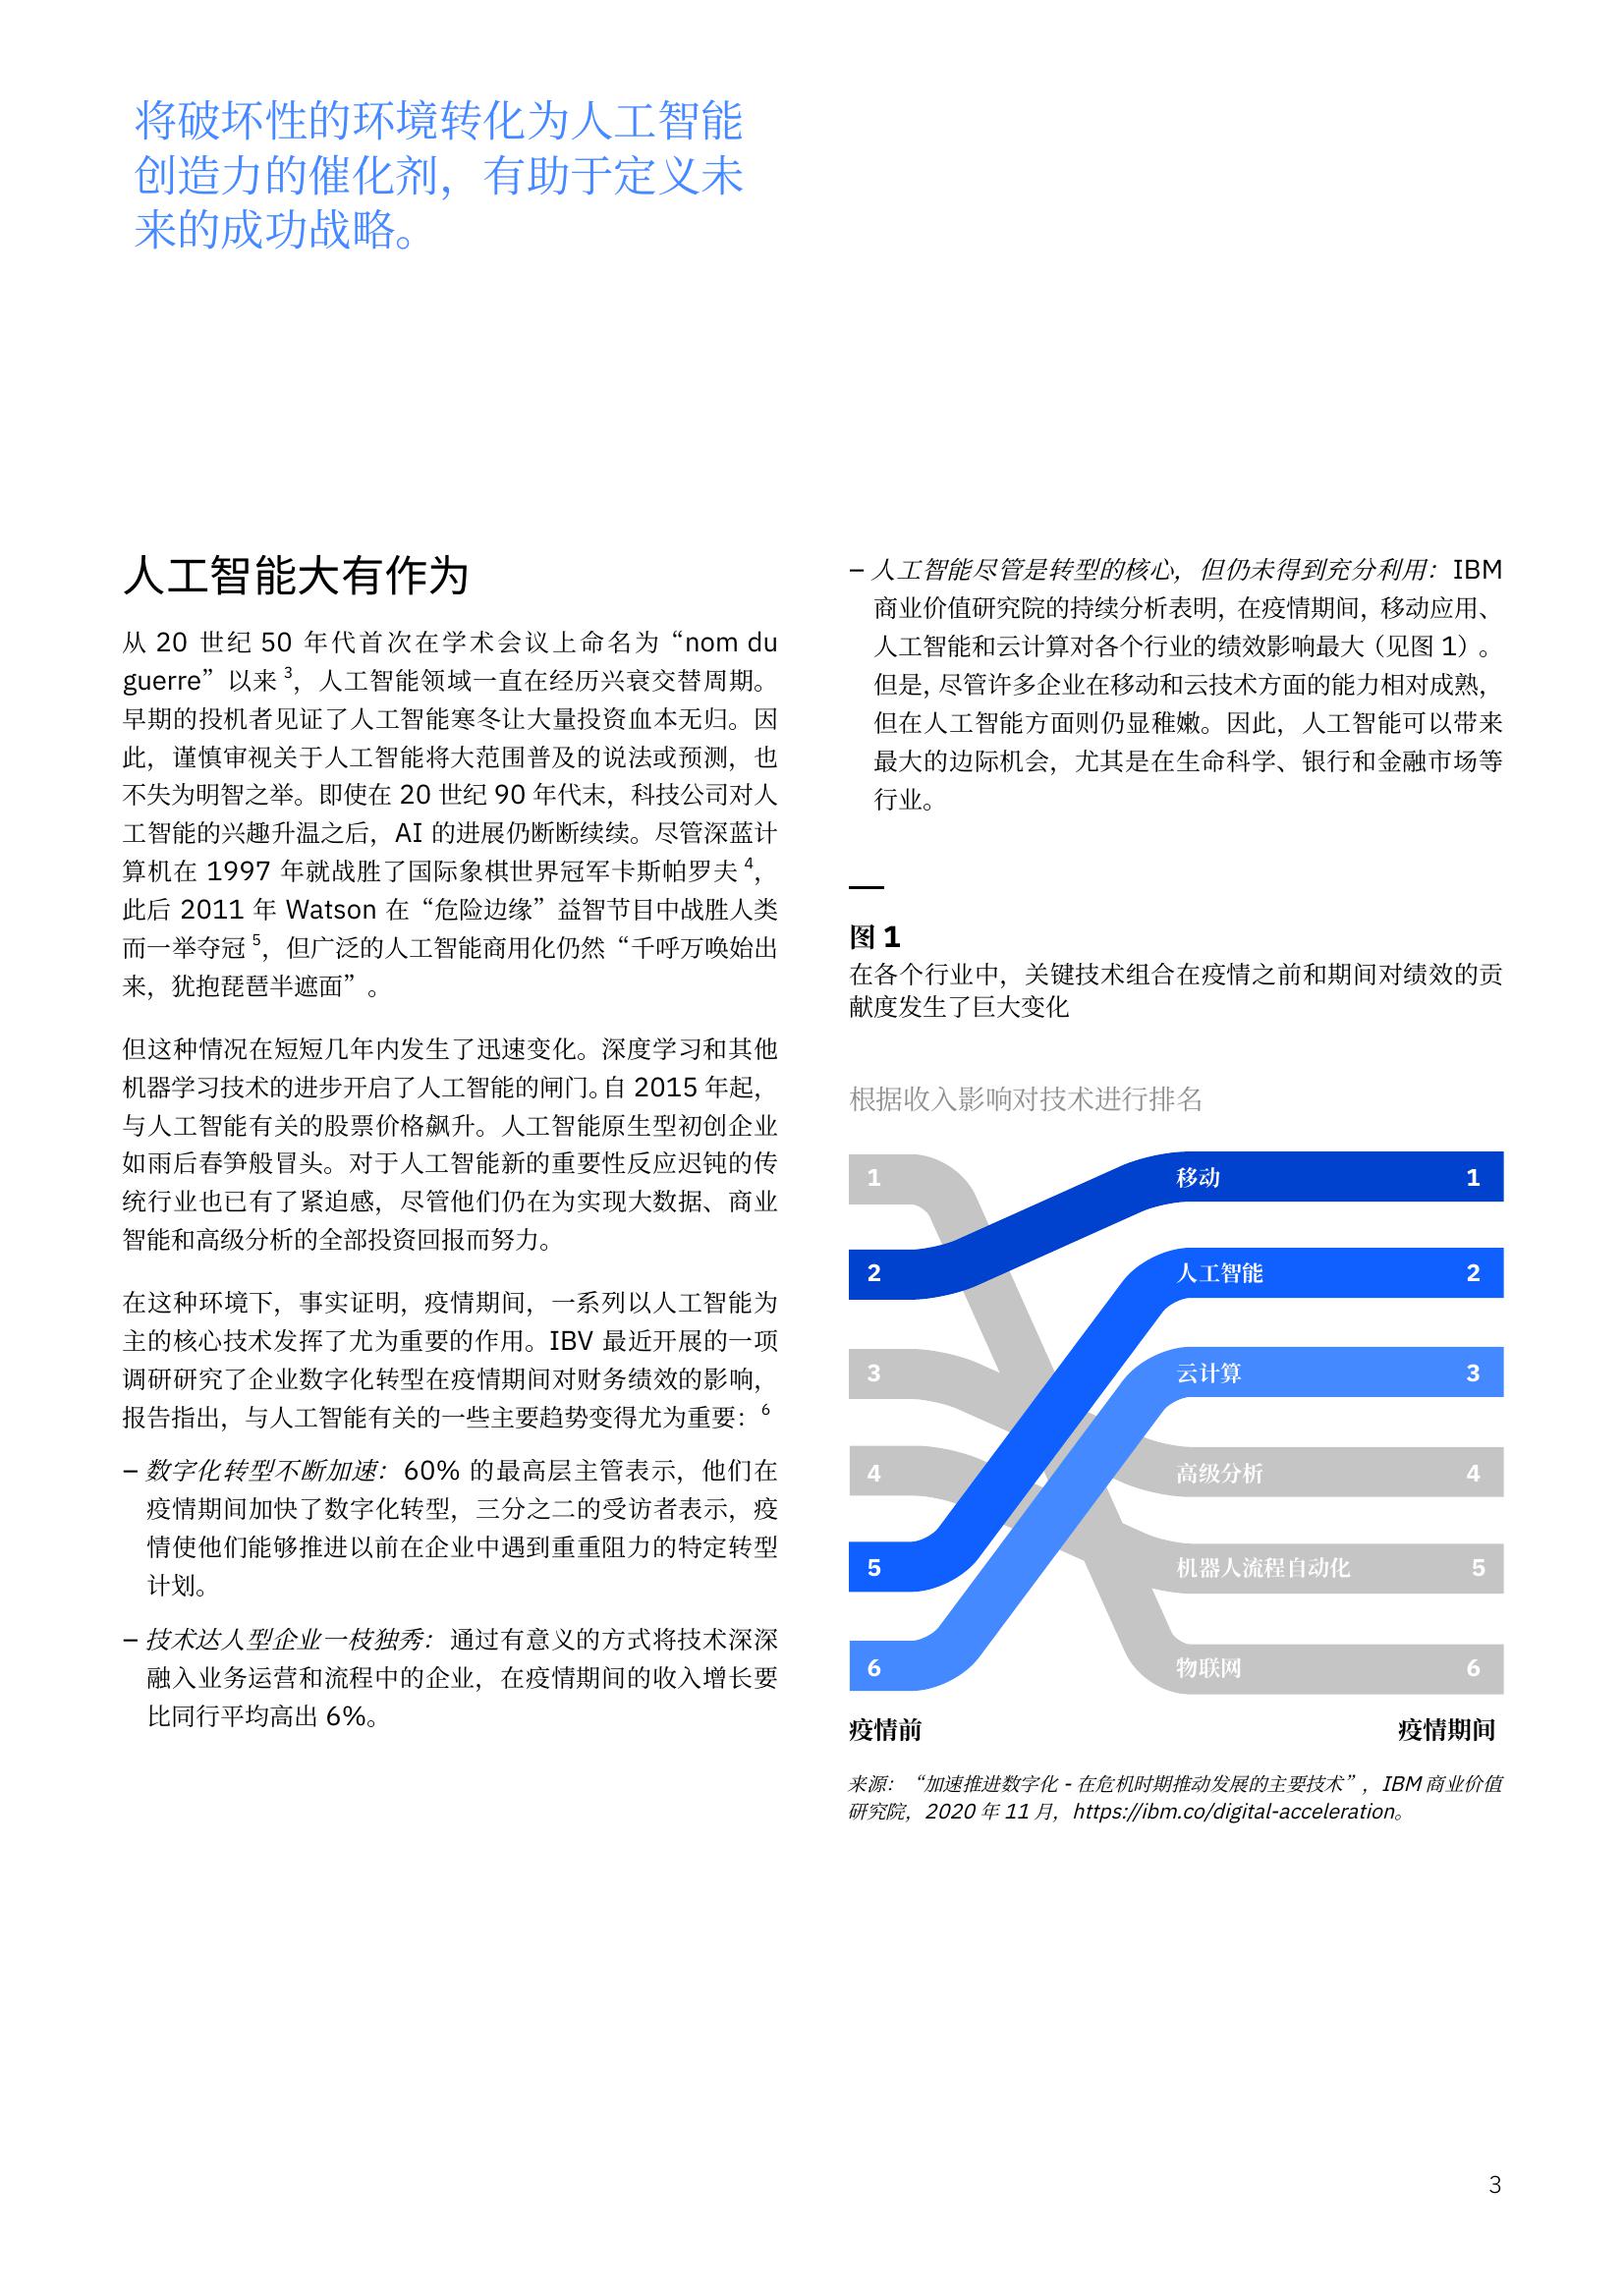 将破坏性的环境转化为人工智能
创造力的催化剂，有助于定义未
来的成功战略。
人工智能大有作为
从 20 世纪 50 年代首次在学术会议上命名为“nom du
guerre”以来 3，人工智能领域一直在经历兴衰交替周期。
早期的投机者见证了人工智能寒冬让大量投资血本无归。因
此，谨慎审视关于人工智能将大范围普及的说法或预测，也
不失为明智之举。即使在 20 世纪 90 年代末，科技公司对人
工智能的兴趣升温之后，AI 的进展仍断断续续。尽管深蓝计
算机在 1997 年就战胜了国际象棋世界冠军卡斯帕罗夫 4，
此后 2011 年 Watson 在“危险边缘”益智节目中战胜人类
而一举夺冠 5，但广泛的人工智能商用化仍然“千呼万唤始出
来，犹抱琵琶半遮面”。
但这种情况在短短几年内发生了迅速变化。深度学习和其他
机器学习技术的进步开启了人工智能的闸门。自 2015 年起，
与人工智能有关的股票价格飙升。人工智能原生型初创企业
如雨后春笋般冒头。对于人工智能新的重要性反应迟钝的传
统行业也已有了紧迫感，尽管他们仍在为实现大数据、商业
智能和高级分析的全部投资回报而努力。
在这种环境下，事实证明，疫情期间，一系列以人工智能为
主的核心技术发挥了尤为重要的作用。IBV 最近开展的一项
调研研究了企业数字化转型在疫情期间对财务绩效的影响，
报告指出，与人工智能有关的一些主要趋势变得尤为重要：6
– 数字化转型不断加速：60% 的最高层主管表示，他们在
疫情期间加快了数字化转型，三分之二的受访者表示，疫
情使他们能够推进以前在企业中遇到重重阻力的特定转型
计划。
– 技术达人型企业一枝独秀：通过有意义的方式将技术深深
融入业务运营和流程中的企业，在疫情期间的收入增长要
比同行平均高出 6%。
– 人工智能尽管是转型的核心，但仍未得到充分利用：IBM
商业价值研究院的持续分析表明，在疫情期间，移动应用、
人工智能和云计算对各个行业的绩效影响最大（见图 1）。
但是，尽管许多企业在移动和云技术方面的能力相对成熟，
但在人工智能方面则仍显稚嫩。因此，人工智能可以带来
最大的边际机会，尤其是在生命科学、银行和金融市场等
行业。
图 1
在各个行业中，关键技术组合在疫情之前和期间对绩效的贡
献度发生了巨大变化
根据收入影响对技术进行排名
1 移动 1
2 人工智能 2
3 云计算 3
4 高级分析 4
5 机器人流程自动化 5
6 物联网 6
疫情前 疫情期间
来源：“加速推进数字化 - 在危机时期推动发展的主要技术”，IBM 商业价值
研究院，2020 年 11 月，https://ibm.co/digital-acceleration。
3